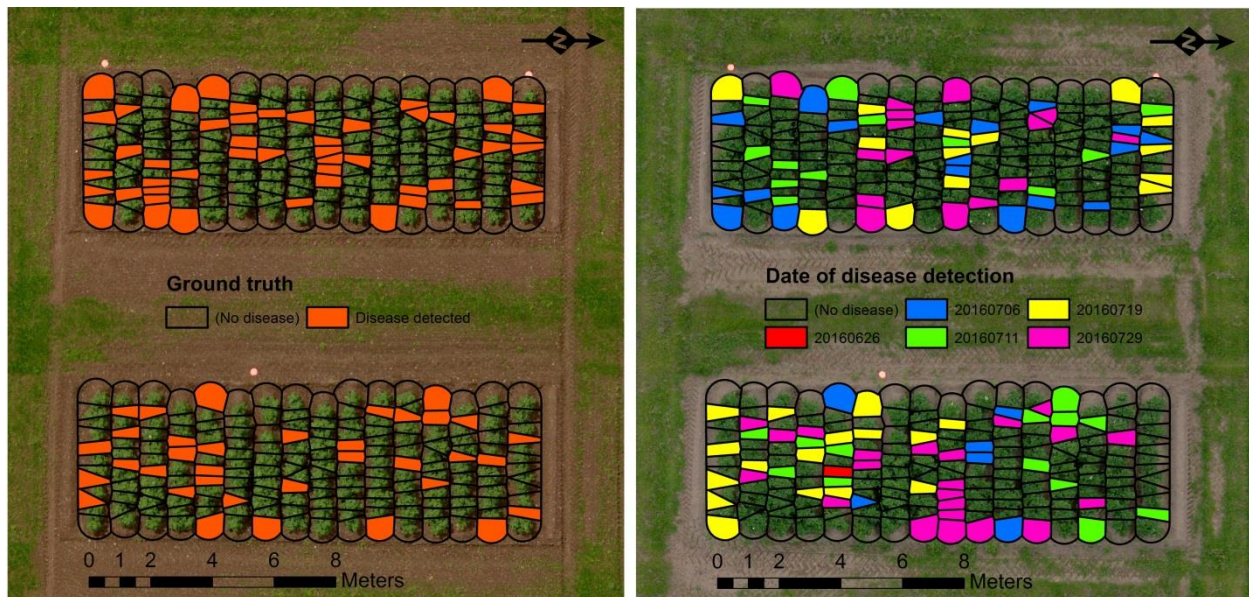 N
Ground truth
(No disease)
Disease detected
0 1 2 4 6 8
Meters
N
Date of disease detection
(No disease) 20160706 20160719
20160626 20160711 20160729
0 1 2 4 6 8
Meters